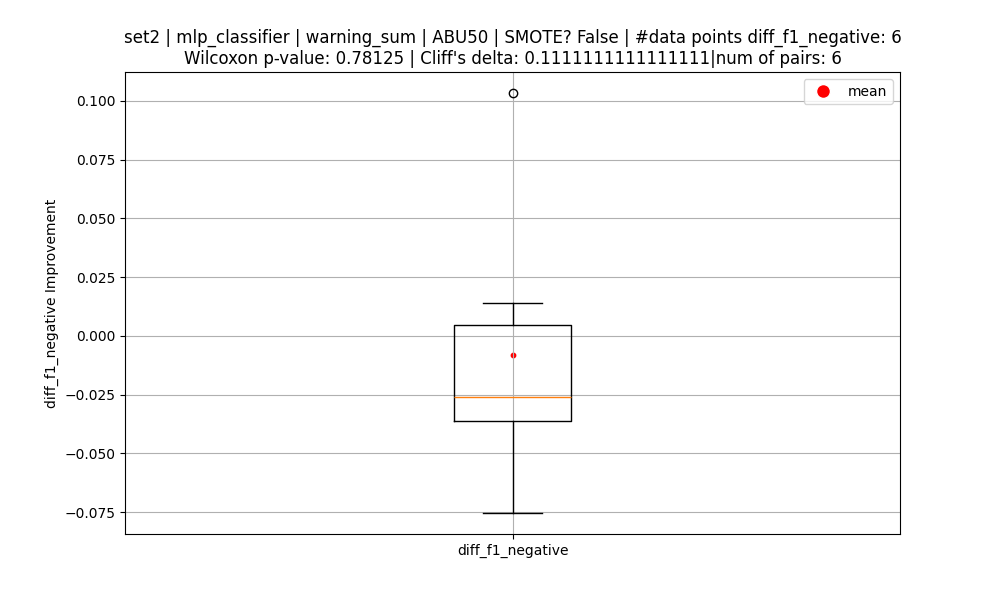 set2 | mlp_classifier | warning_sum | ABU50 | SMOTE? False | #data points diff_f1_negative: 6
Wilcoxon p-value: 0.78125 | Cliff's delta: 0.1111111111111111|num of pairs: 6
mean
0.100
0.075
0.050
0.025
0.000
−0.025
−0.050
−0.075
diff_f1_negative Improvement
diff_f1_negative